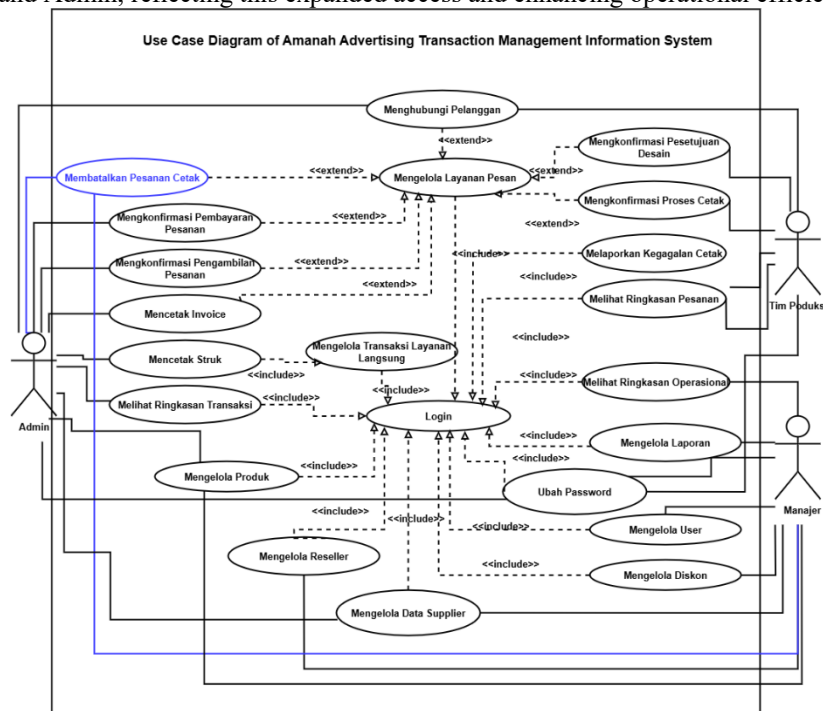 and Admin, reflecting this expanded access and enhancing operational efficie
Use Case Diagram of Amanah Advertising Transaction Management Information System
Menghubungi Pelanggan
<<extend>>
Mengkonfirmasi Pesetujuan
Desain
Membatalkan Pesanan Cetak
<<extend>>
Mengelola Layanan Pesan
<<extend>>
Mengkonfirmasi Proses Cetak
Mengkonfirmasi Pembayaran
Pesanan
<<extend>>
<<extend>>
Mengkonfirmasi Pengambilan
Pesanan
<<extend>>
<<include>>
Melaporkan Kegagalan Cetak
<<include>>
<<extend>>
Melihat Ringkasan Pesanan
Tim Poduks
Mencetak Invoice
Mengelola Transaksi Layanan
Langsung
<<include>>
Mencetak Struk
<<include>>
<<include>>
<<include>>
Melihat Ringkasan Operasional
Melihat Ringkasan Transaksi
<<include>>
Login
Admin
<<include>>
Mengelola Laporan
Mengelola Produk
<<include>>
<<include>>
Ubah Password
Manajer
<<include>>
<<include>>
Mengelola User
Mengelola Reseller
<<include>>
Mengelola Diskon
Mengelola Data Supplier